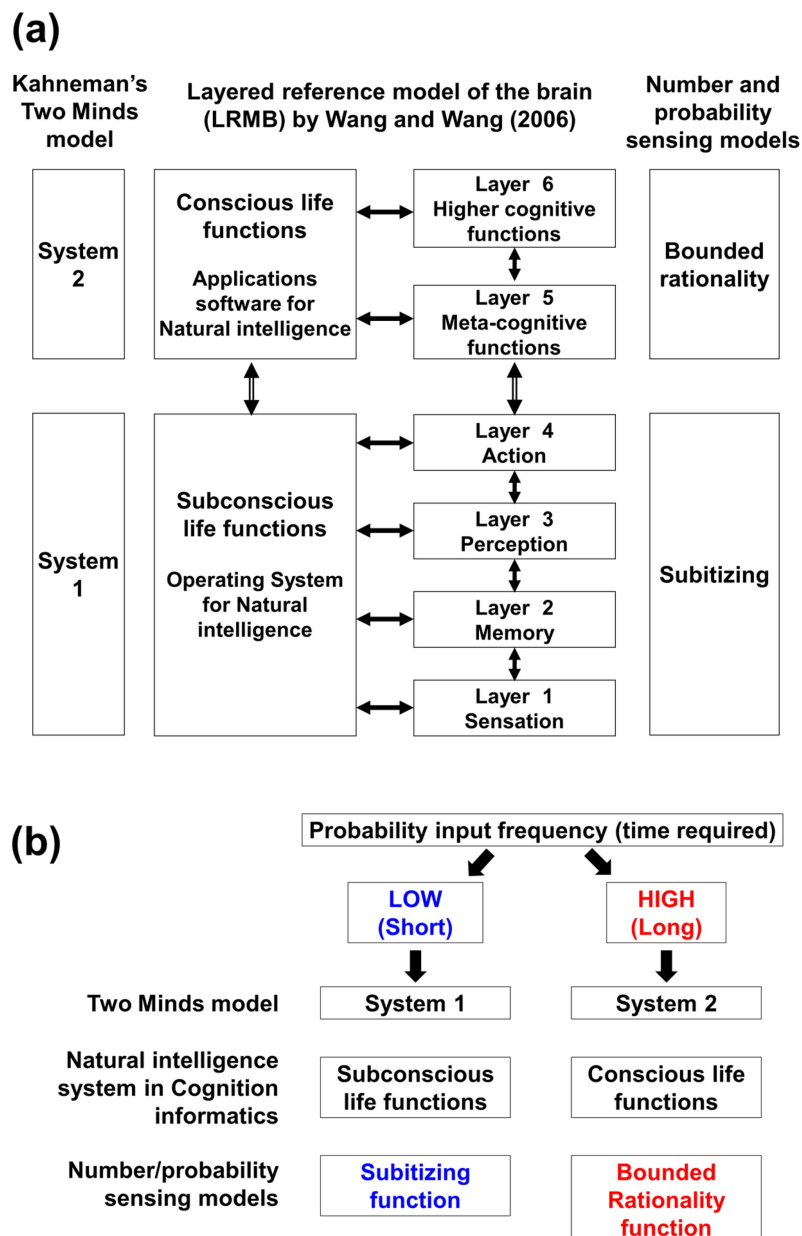 (a)
Kahneman's
Two Minds
model
Layered reference model of the brain
(LRMB) by Wang and Wang (2006)
Number and
probability
sensing models
System
2
Conscious life
functions
Applications
software for
Natural intelligence
Layer 6
Higher cognitive
functions
Layer 5
Meta-cognitive
functions
Bounded
rationality
System
1
Subconscious
life functions
Operating System
for Natural
intelligence
Layer 4
Action
Layer 3
Perception
Layer 2
Memory
Layer 1
Sensation
Subitizing
(b)
Probability input frequency (time required)
LOW
(Short)
HIGH
(Long)
Two Minds model
System 1
System 2
Natural intelligence
system in Cognition
informatics
Subconscious
life functions
Conscious life
functions
Number/probability
sensing models
Subitizing
function
Bounded
Rationality
function